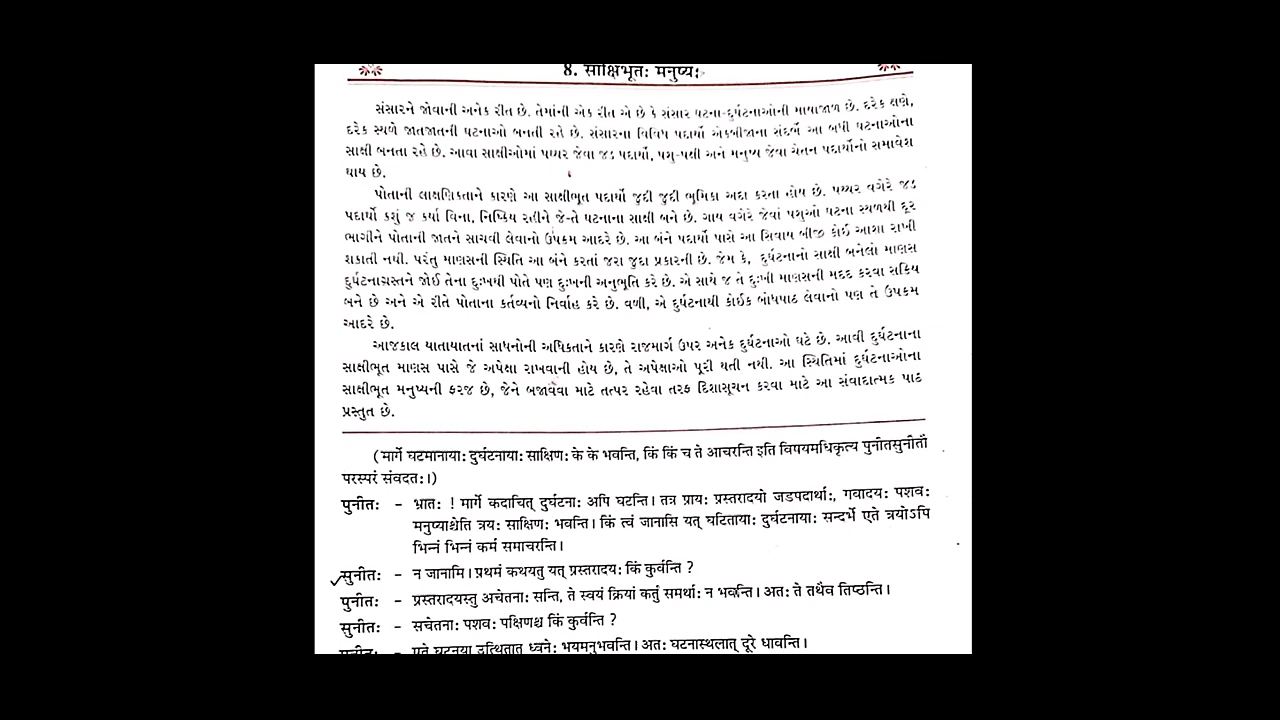 8. साक्षिभूतः मनुष्यः
સંસારને જોવાની અનેક રીત છે. તેમાંની એક રીત એ છે કે સંસાર ઘટના-દુર્ઘટનાઓની માયાજાળ છે. દરેક ક્ષણે,
દરેક સ્થળે જાતજાતની ઘટનાઓ બનતી રહે છે. સંસારના વિવિધ પદાર્થો એકબીજાના સંદર્ભે આ બધી ઘટનાઓના
સાક્ષી બનતા રહે છે. આવા સાક્ષીઓમાં પથ્થર જેવા જડ પદાર્થો, પશુ-પક્ષી અને મનુષ્ય જેવા ચેતન પદાર્થોનો સમાવેશ
થાય છે.
પોતાની લાક્ષણિકતાને કારણે આ સાક્ષીભૂત પદાર્થો જુદી જુદી ભૂમિકા અદા કરતા હોય છે. પથ્થર વગેરે જડ
પદાર્થો કશું જ કર્યા વિના, નિષ્ક્રિય રહીને જે-તે ઘટનાના સાક્ષી બને છે. ગાય વગેરે જેવાં પશુઓ ઘટના સ્થળથી દૂર
ભાગીને પોતાની જાતને સાચવી લેવાનો ઉપક્રમ આદરે છે. આ બંને પદાર્થો પાસે આ સિવાય બીજી કોઈ આશા રાખી
શકાતી નથી. પરંતુ માણસની સ્થિતિ આ બંને કરતાં જરા જુદા પ્રકારની છે. જેમ કે, દુર્ઘટનાનો સાક્ષી બનેલો માણસ
દુર્ઘટનાગ્રસ્તને જોઈ તેના દુઃખથી પોતે પણ દુઃખની અનુભૂતિ કરે છે. એ સાથે જ તે દુઃખી માણસની મદદ કરવા સક્રિય
બને છે અને એ રીતે પોતાના કર્તવ્યનો નિર્વાહ કરે છે. વળી, એ દુર્ઘટનાથી કોઈક બોધપાઠ લેવાનો પણ તે ઉપક્રમ
આદરે છે.
આજકાલ યાતાયાતનાં સાધનોની અધિકતાને કારણે રાજમાર્ગ ઉપર અનેક દુર્ઘટનાઓ ઘટે છે. આવી દુર્ઘટનાના
સાક્ષીભૂત માણસ પાસે જે અપેક્ષા રાખવાની હોય છે, તે અપેક્ષાઓ પૂરી થતી નથી. આ સ્થિતિમાં દુર્ઘટનાઓના
સાક્ષીભૂત મનુષ્યની ફરજ છે, જેને બજાવવા માટે તત્પર રહેવા તરફ દિશાસૂચન કરવા માટે આ સંવાદાત્મક પાઠ
પ્રસ્તુત છે.
(मार्गे घटमानायाः दुर्घटनायाः साक्षिणः के के भवन्ति, किं किं च ते आचरन्ति इति विषयमधिकृत्य पुनीतसुनीतौ
परस्परं संवदतः।)
पुनीतः – भ्रातः ! मार्गे कदाचित् दुर्घटनाः अपि घटन्ति। तत्र प्रायः प्रस्तरादयो जडपदार्थाः, गवादयः पशवः
मनुष्याश्चेति त्रयः साक्षिणः भवन्ति। किं त्वं जानासि यत् घटितायाः दुर्घटनायाः सन्दर्भे एते त्रयोऽपि
भिन्नं भिन्नं कर्म समाचरन्ति।
सुनीतः – न जानामि। प्रथमं कथयतु यत् प्रस्तरादयः किं कुर्वन्ति ?
पुनीतः – प्रस्तरादयस्तु अचेतनाः सन्ति, ते स्वयं क्रियां कर्तुं समर्थाः न भवन्ति। अतः ते तथैव तिष्ठन्ति।
सुनीतः – सचेतनाः पशवः पक्षिणश्च किं कुर्वन्ति ?
पुनीतः – एते घटनया उत्थितात् ध्वनेः भयमनुभवन्ति। अतः घटनास्थलात् दूरे धावन्ति।